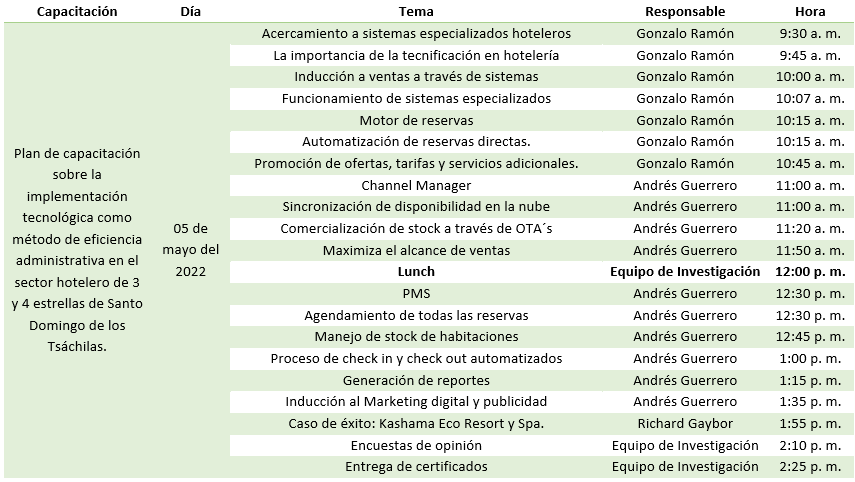 Capacitación Día Tema Responsable Hora
Acercamiento a sistemas especializados hoteleros Gonzalo Ramón 9:30 a. m.
La importancia de la tecnificación en hotelería Gonzalo Ramón 9:45 a. m.
Inducción a ventas a través de sistemas Gonzalo Ramón 10:00 a. m.
Funcionamiento de sistemas especializados Gonzalo Ramón 10:07 a. m.
Motor de reservas Gonzalo Ramón 10:15 a. m.
Automatización de reservas directas. Gonzalo Ramón 10:15 a. m.
Promoción de ofertas, tarifas y servicios adicionales. Gonzalo Ramón 10:45 a. m.
Channel Manager Andrés Guerrero 11:00 a. m.
Sincronización de disponibilidad en la nube Andrés Guerrero 11:00 a. m.
Comercialización de stock a través de OTA´s Andrés Guerrero 11:20 a. m.
Maximiza el alcance de ventas Andrés Guerrero 11:50 a. m.
Lunch Equipo de Investigación 12:00 p. m.
PMS Andrés Guerrero 12:30 p. m.
Agendamiento de todas las reservas Andrés Guerrero 12:30 p. m.
Manejo de stock de habitaciones Andrés Guerrero 12:45 p. m.
Proceso de check in y check out automatizados Andrés Guerrero 1:00 p. m.
Generación de reportes Andrés Guerrero 1:15 p. m.
Inducción al Marketing digital y publicidad Andrés Guerrero 1:35 p. m.
Caso de éxito: Kashama Eco Resort y Spa. Richard Gaybor 1:55 p. m.
Encuestas de opinión Equipo de Investigación 2:10 p. m.
Entrega de certificados Equipo de Investigación 2:25 p. m.
Plan de capacitación
sobre la
implementación
tecnológica como
método de eficiencia
administrativa en el
sector hotelero de 3
y 4 estrellas de Santo
Domingo de los
Tsáchilas.
05 de
mayo del
2022